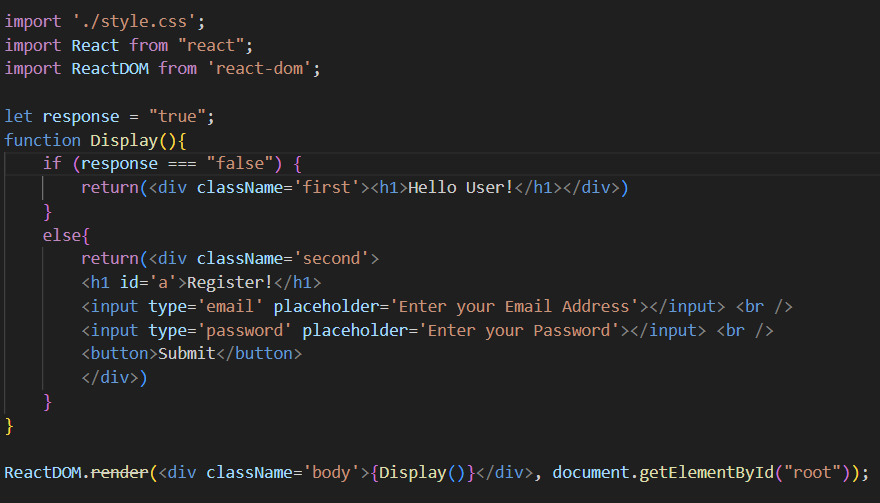 import './style.css';
import React from "react";
import ReactDOM from 'react-dom';

let response = "true";
function Display(){
    if (response === "false") {
        return(<div className='first'><h1>Hello User!</h1></div>)
    }
    else{
        return(<div className='second'>
        <h1 id='a'>Register!</h1>
        <input type='email' placeholder='Enter your Email Address'></input> <br />
        <input type='password' placeholder='Enter your Password'></input> <br />
        <button>Submit</button>
        </div>)
    }
}

ReactDOM.render(<div className='body'>{Display()}</div>, document.getElementById("root"));